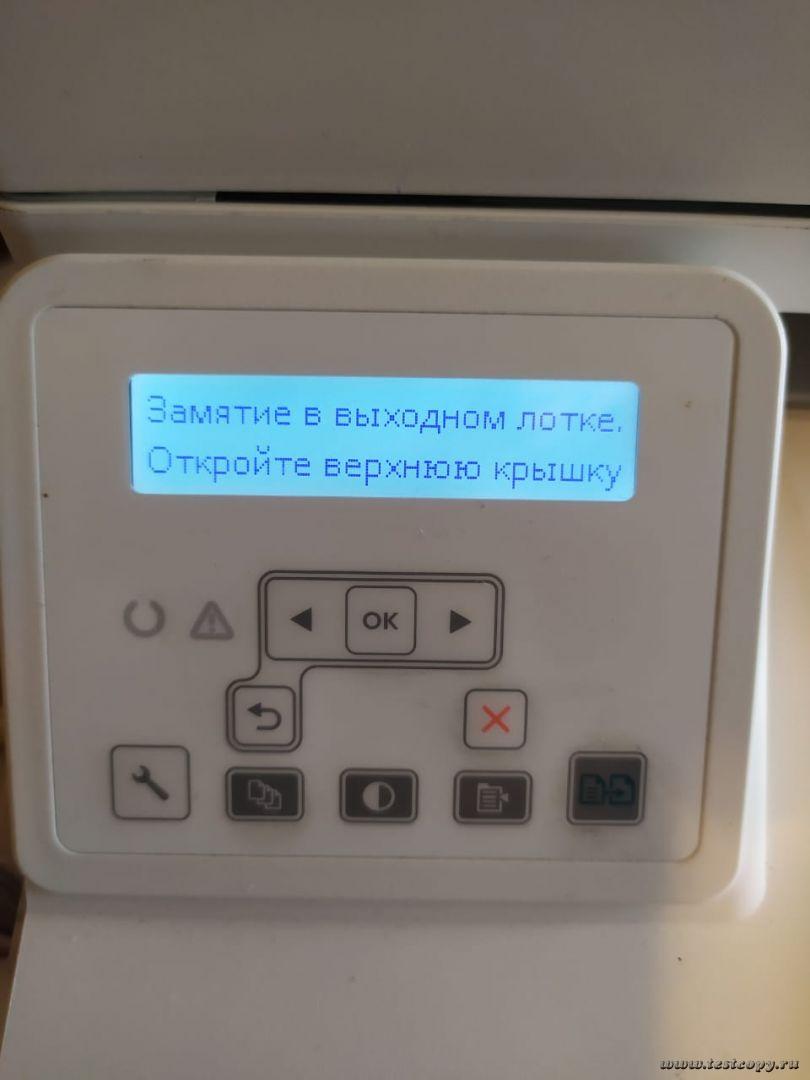 Замятие в выходном лотке.
Откройте верхнюю крышку
OK
www.testcopy.ru